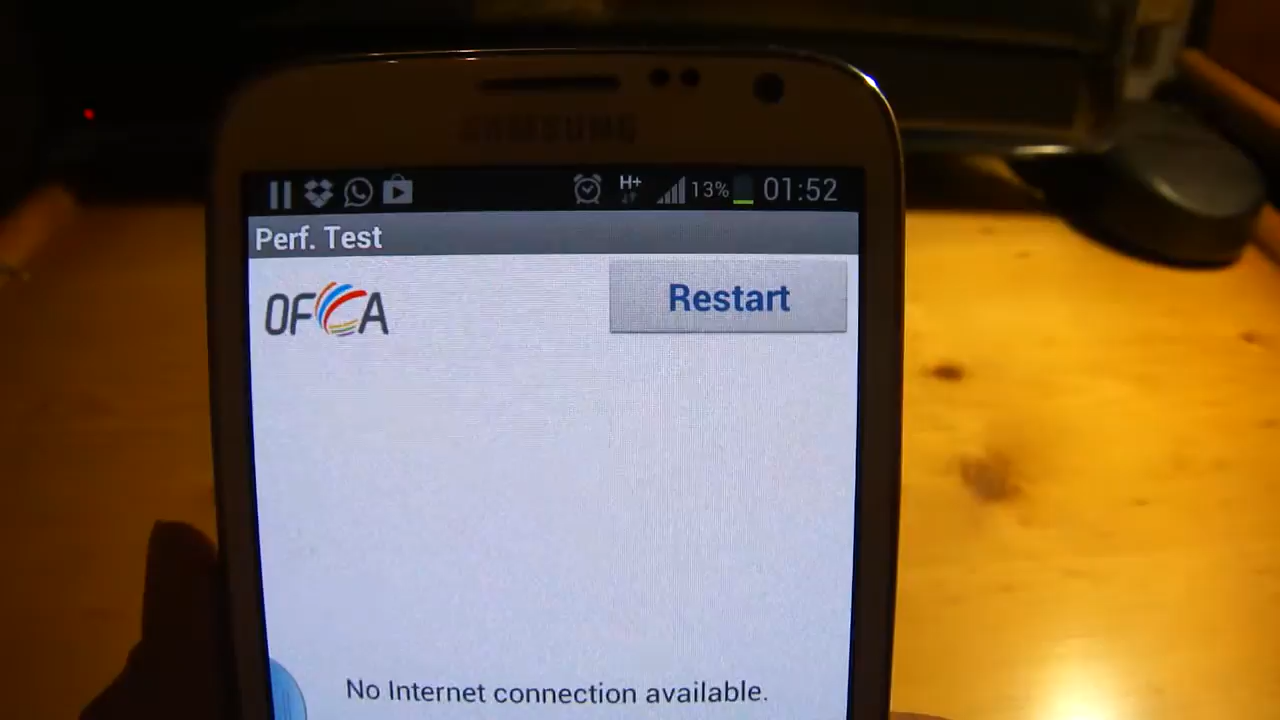 SAMSUNG
H+ 13% 01:52
Perf. Test
OFCA
Restart
No Internet connection available.